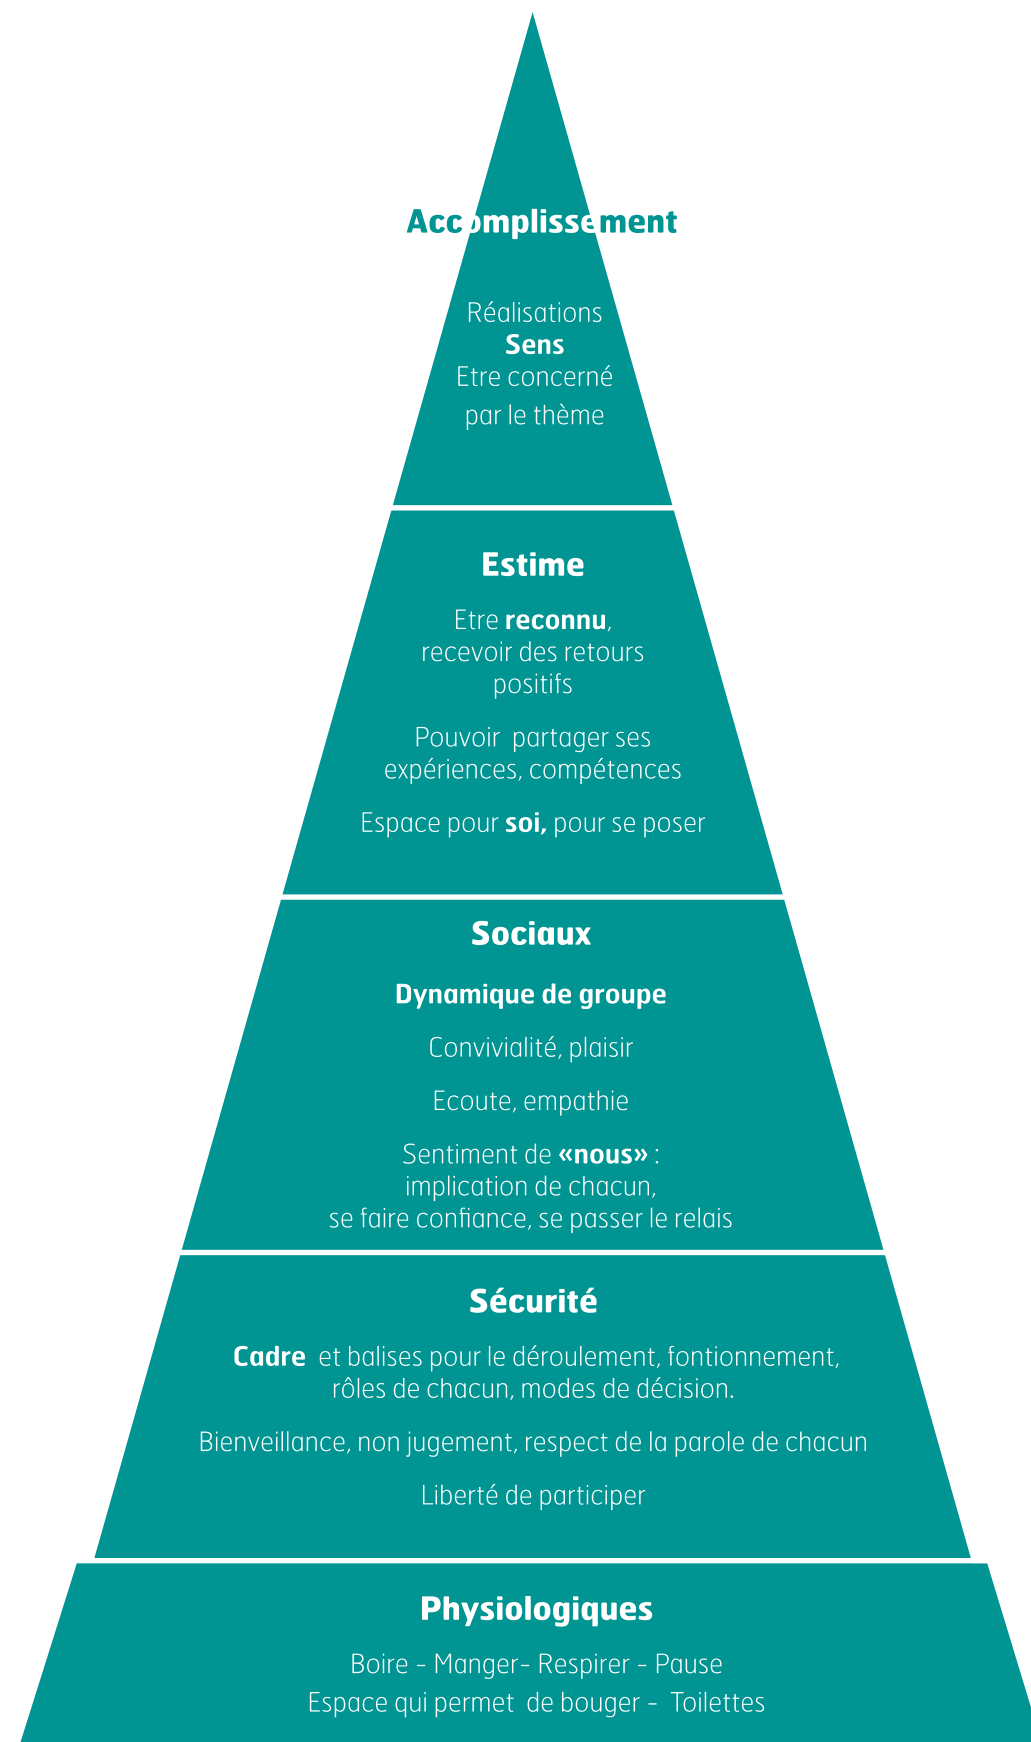 Accomplissement
Réalisations
Sens
Etre concerné
par le thème
Estime
Etre reconnu,
recevoir des retours
positifs
Pouvoir partager ses
expériences, compétences
Espace pour soi, pour se poser
Sociaux
Dynamique de groupe
Convivialité, plaisir
Ecoute, empathie
Sentiment de «nous» :
implication de chacun,
se faire confiance, se passer le relais
Sécurité
Cadre et balises pour le déroulement, fontionnement,
rôles de chacun, modes de décision.
Bienveillance, non jugement, respect de la parole de chacun
Liberté de participer
Physiologiques
Boire - Manger- Respirer - Pause
Espace qui permet de bouger - Toilettes